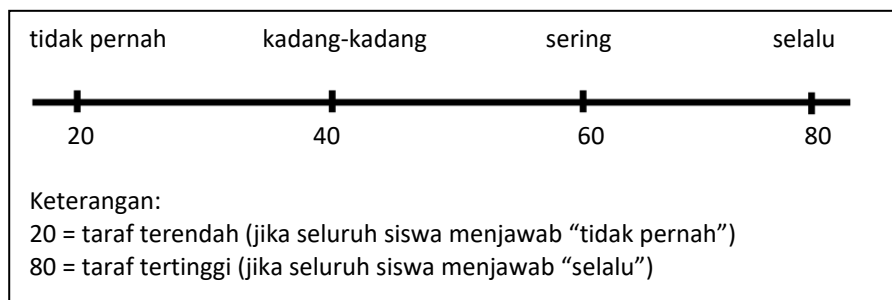 tidak pernah kadang-kadang sering selalu
20 40 60 80
Keterangan:
20 = taraf terendah (jika seluruh siswa menjawab “tidak pernah”)
80 = taraf tertinggi (jika seluruh siswa menjawab “selalu”)